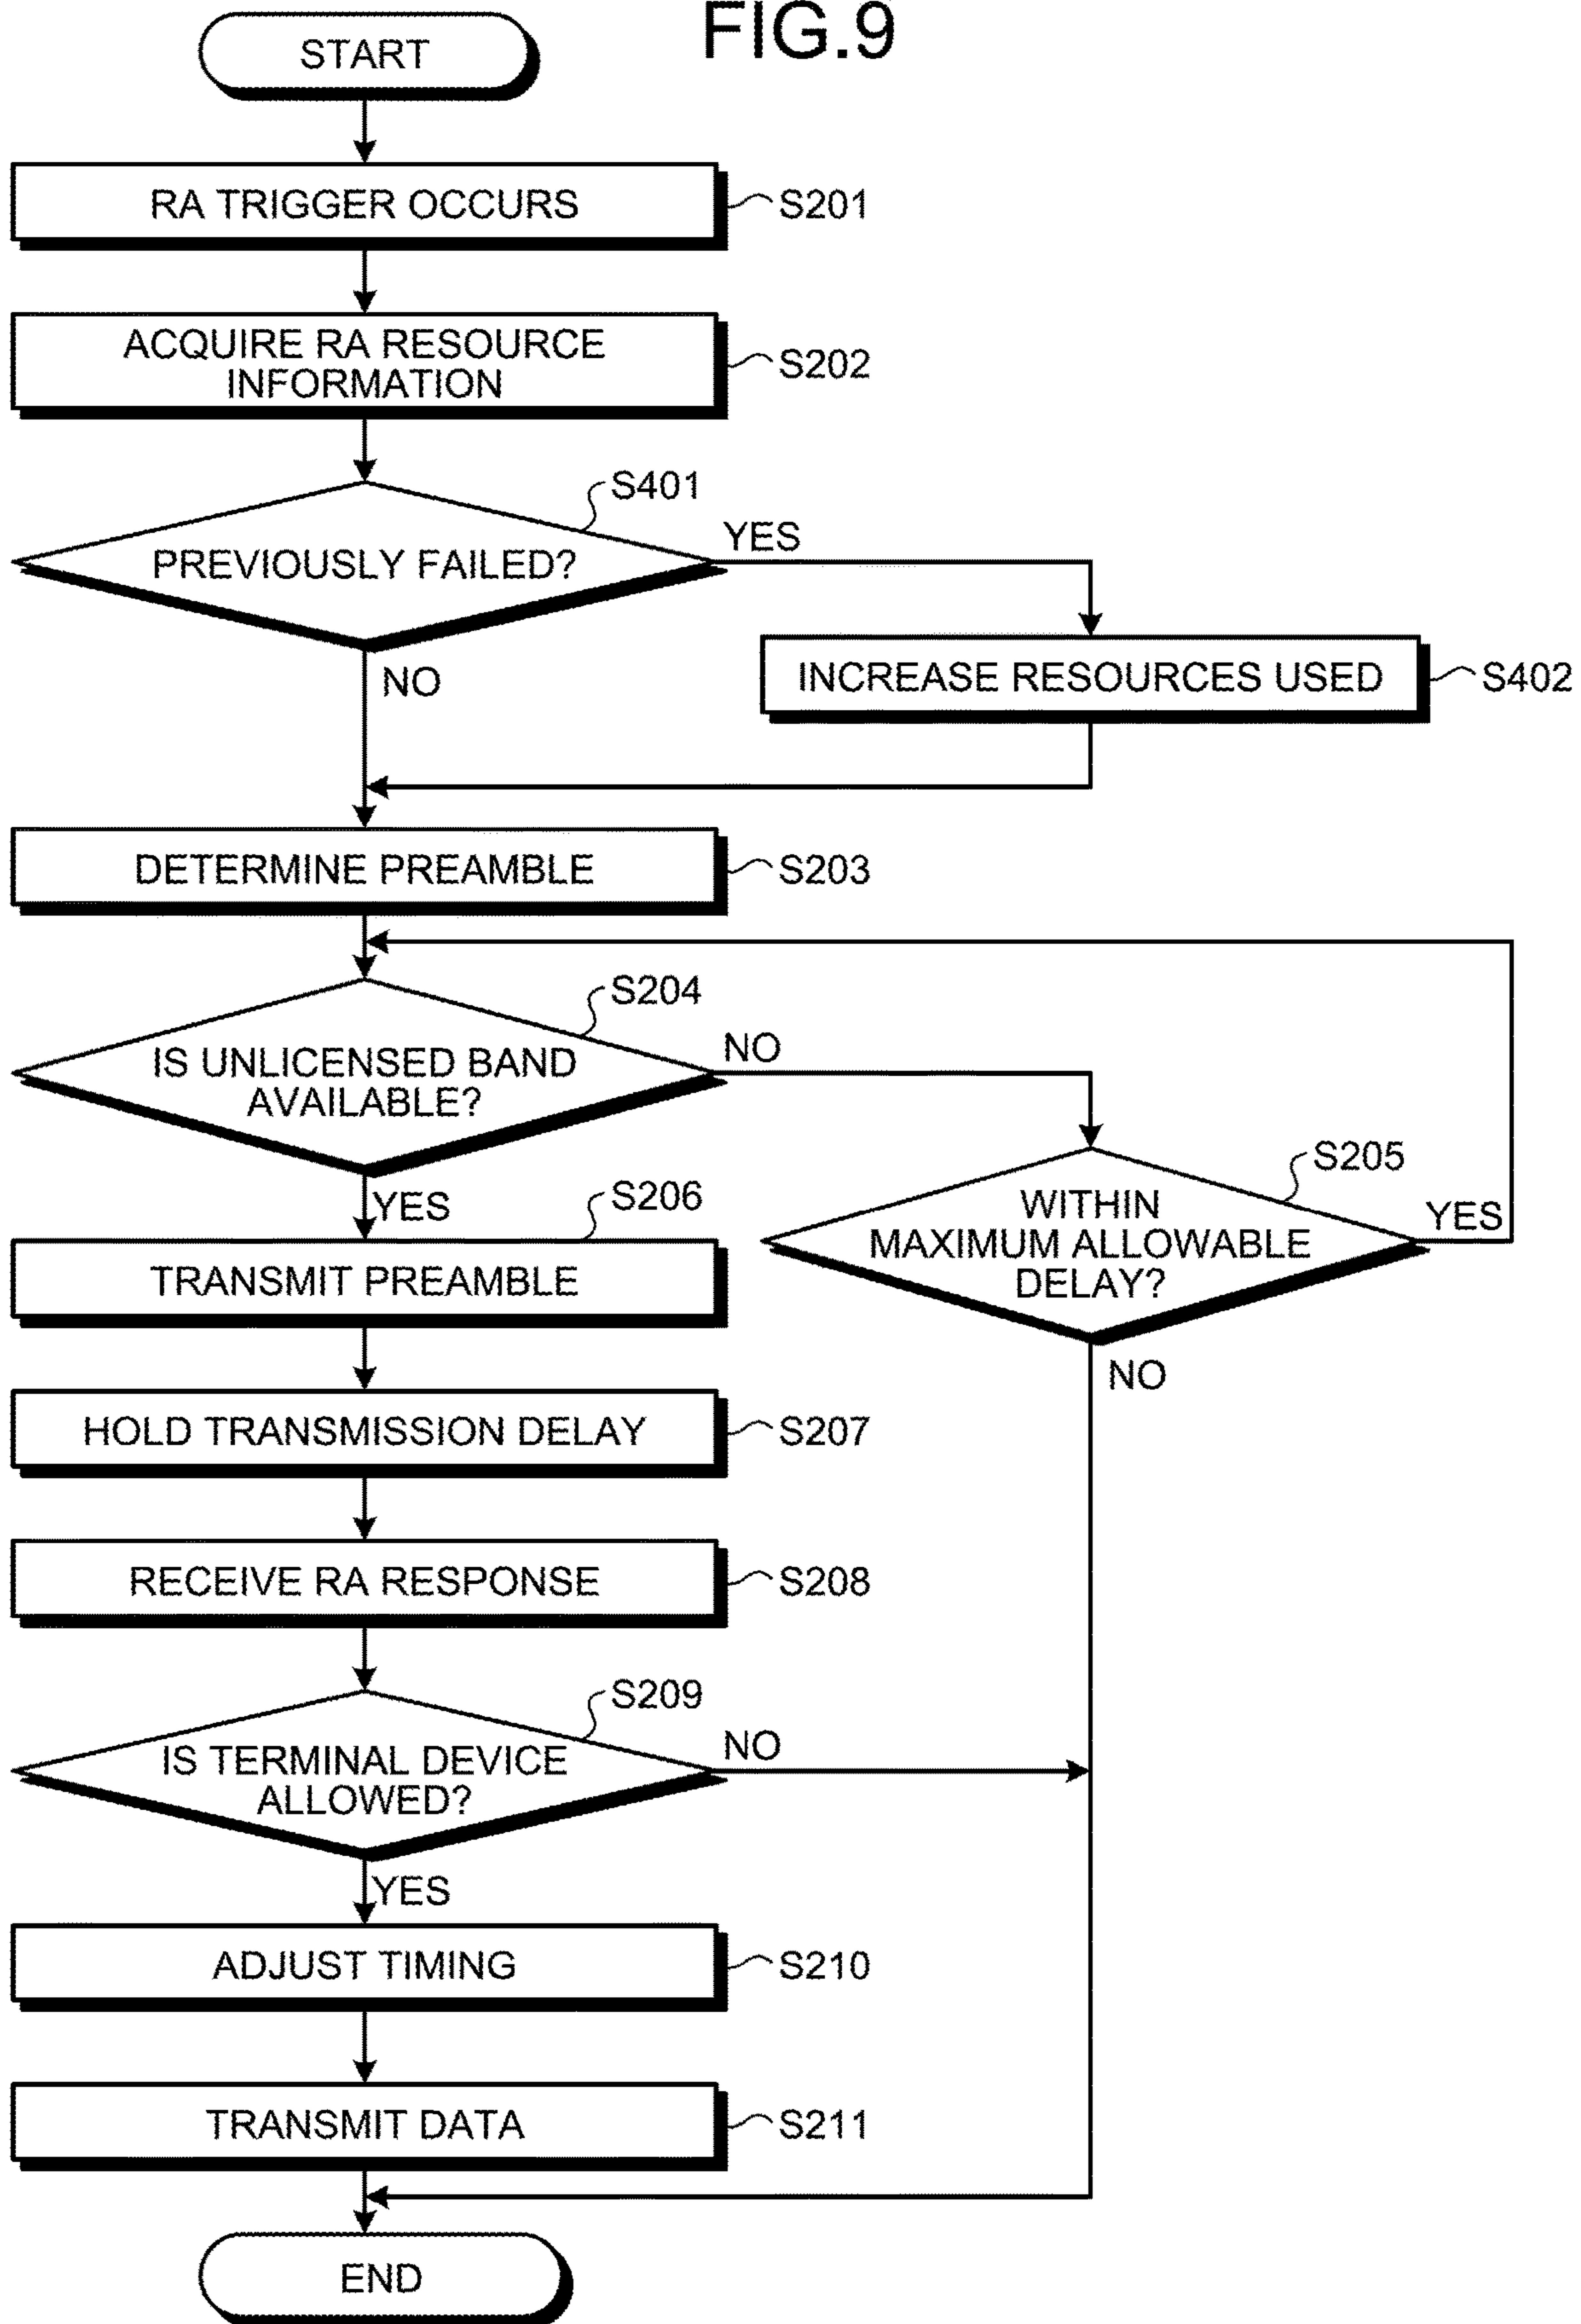 FIG.9
START
RA TRIGGER OCCURS
S201
ACQUIRE RA RESOURCE
INFORMATION
S202
S401
PREVIOUSLY FAILED?
YES
NO
INCREASE RESOURCES USED
S402
DETERMINE PREAMBLE
S203
S204
IS UNLICENSED BAND
AVAILABLE?
NO
YES
S205
WITHIN
MAXIMUM ALLOWABLE
DELAY?
YES
NO
S206
TRANSMIT PREAMBLE
HOLD TRANSMISSION DELAY
S207
RECEIVE RA RESPONSE
S208
S209
IS TERMINAL DEVICE
ALLOWED?
NO
YES
ADJUST TIMING
S210
TRANSMIT DATA
S211
END